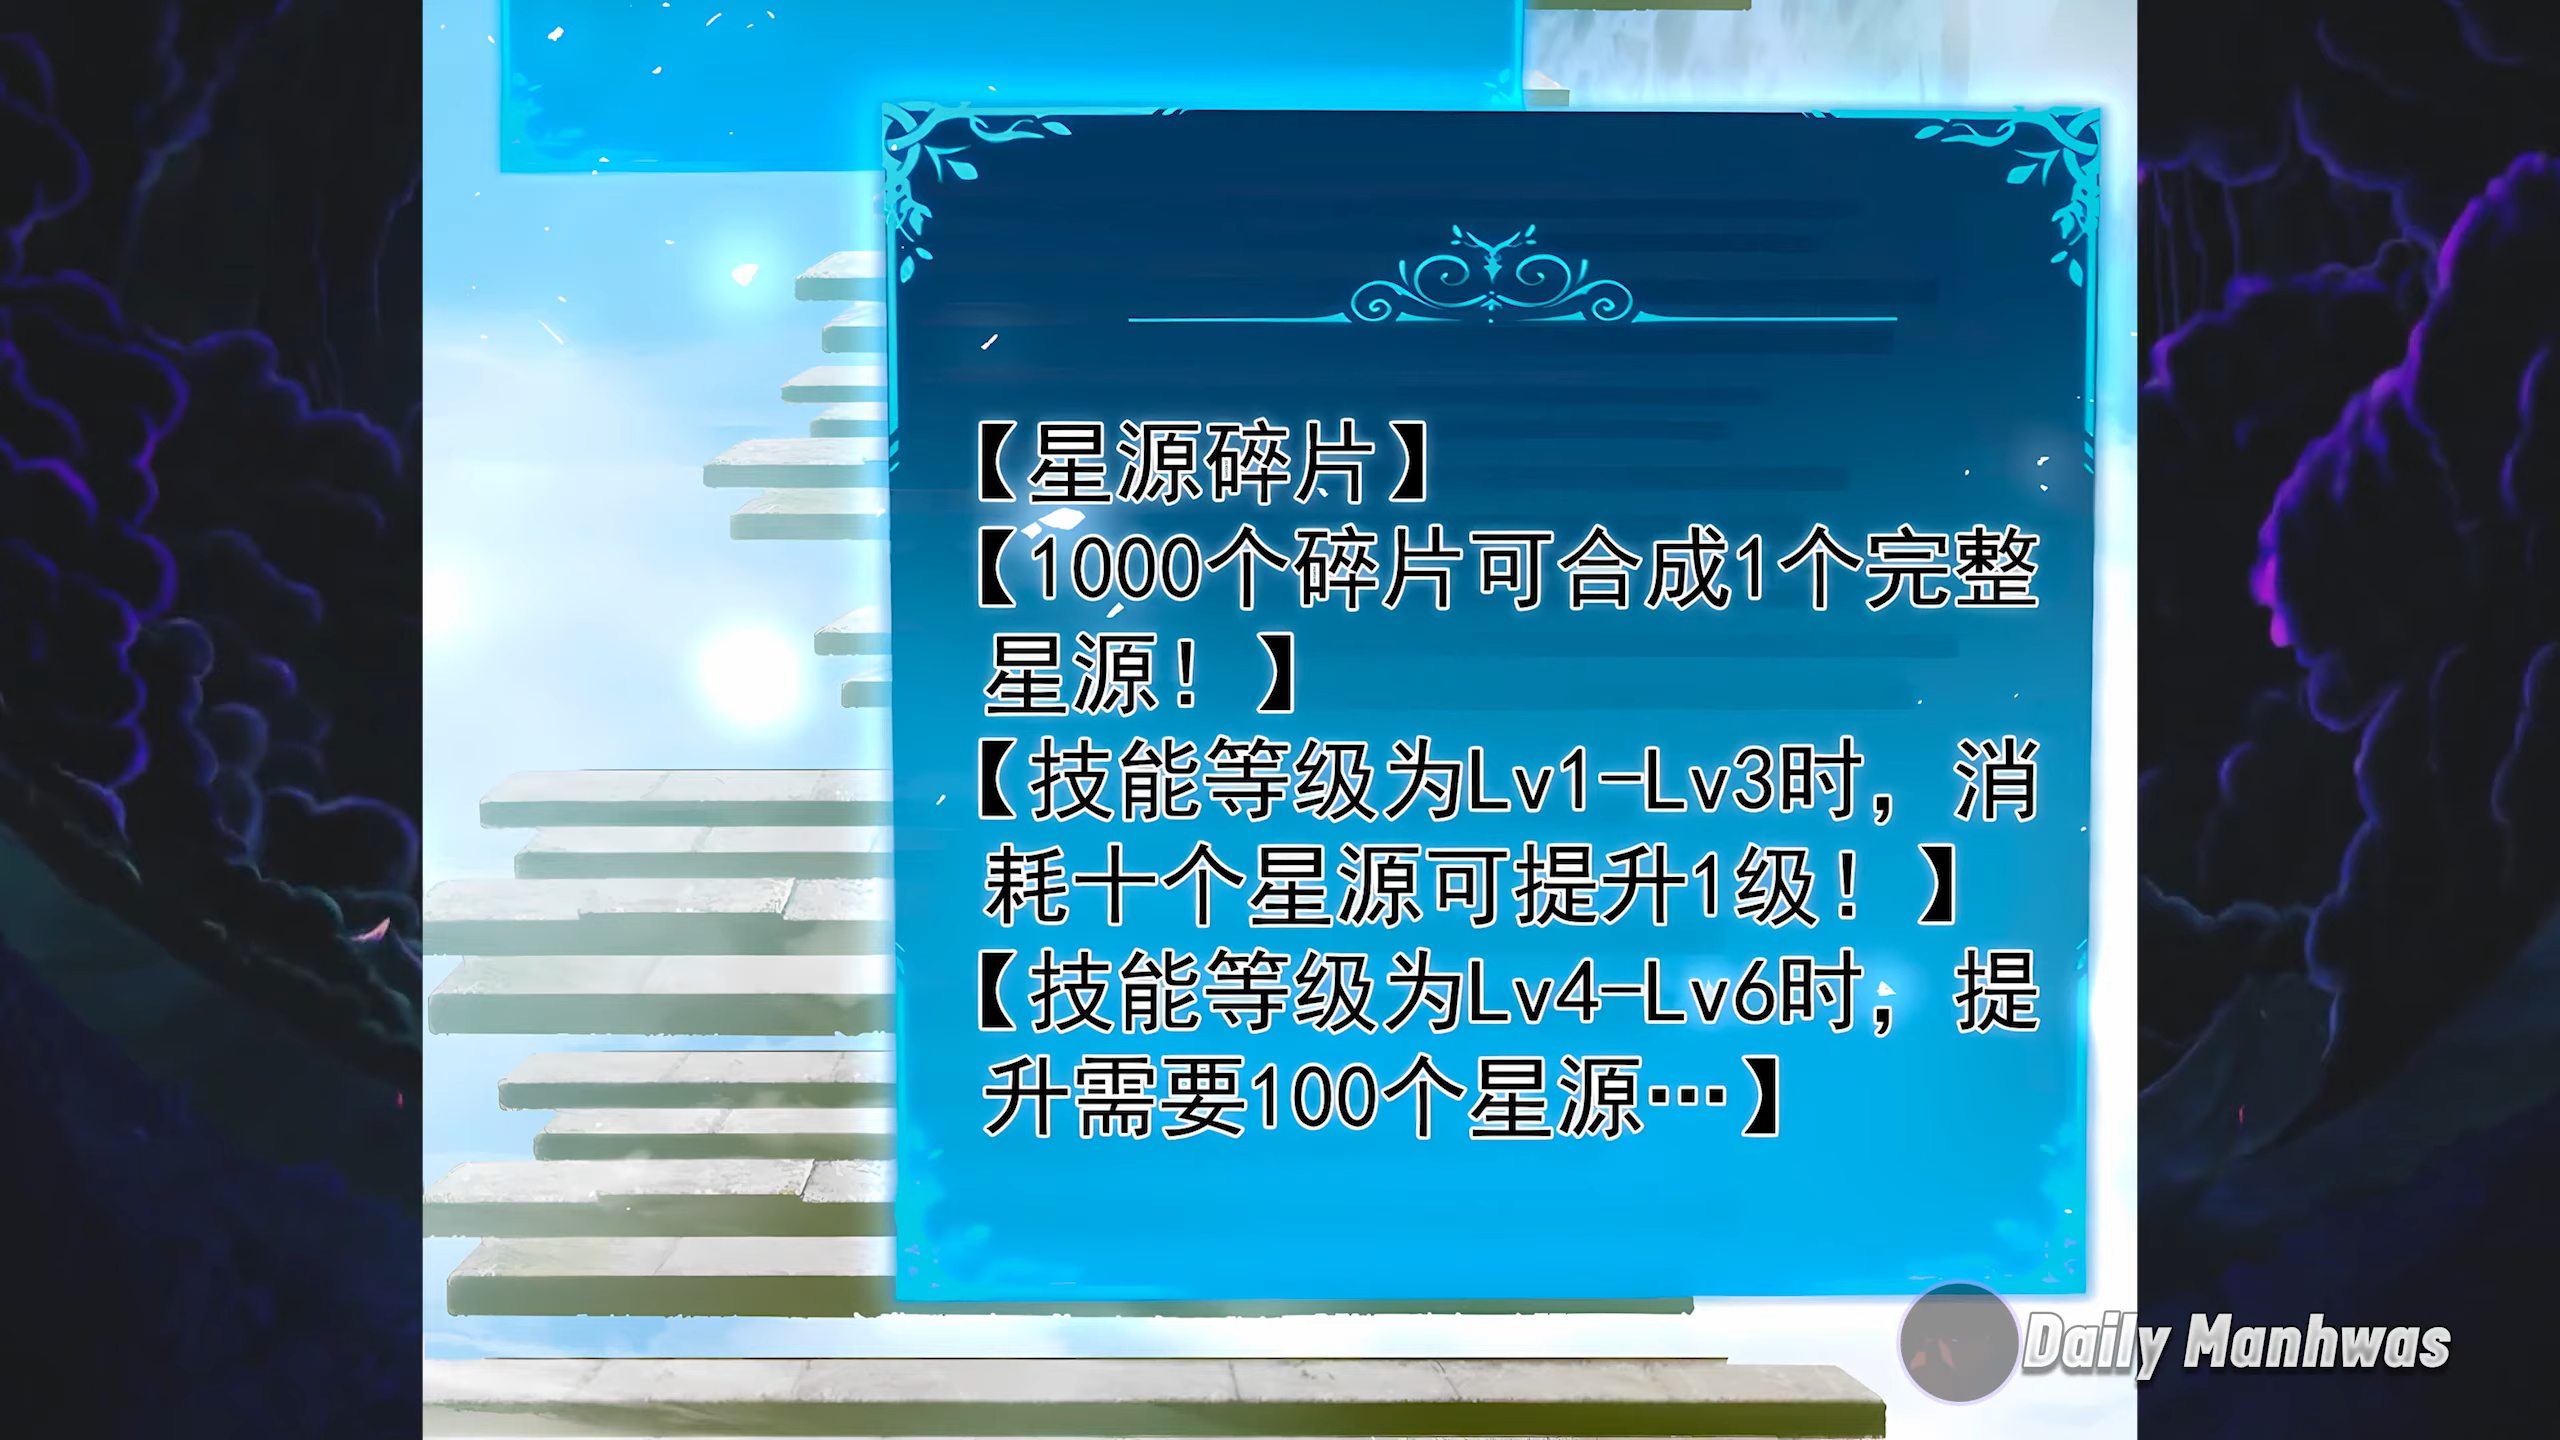 【星源碎片】
【1000个碎片可合成1个完整
星源！】
【技能等级为Lv1-Lv3时，消
耗十个星源可提升1级！】
【技能等级为Lv4-Lv6时，提
升需要100个星源…】
Daily Manhwas